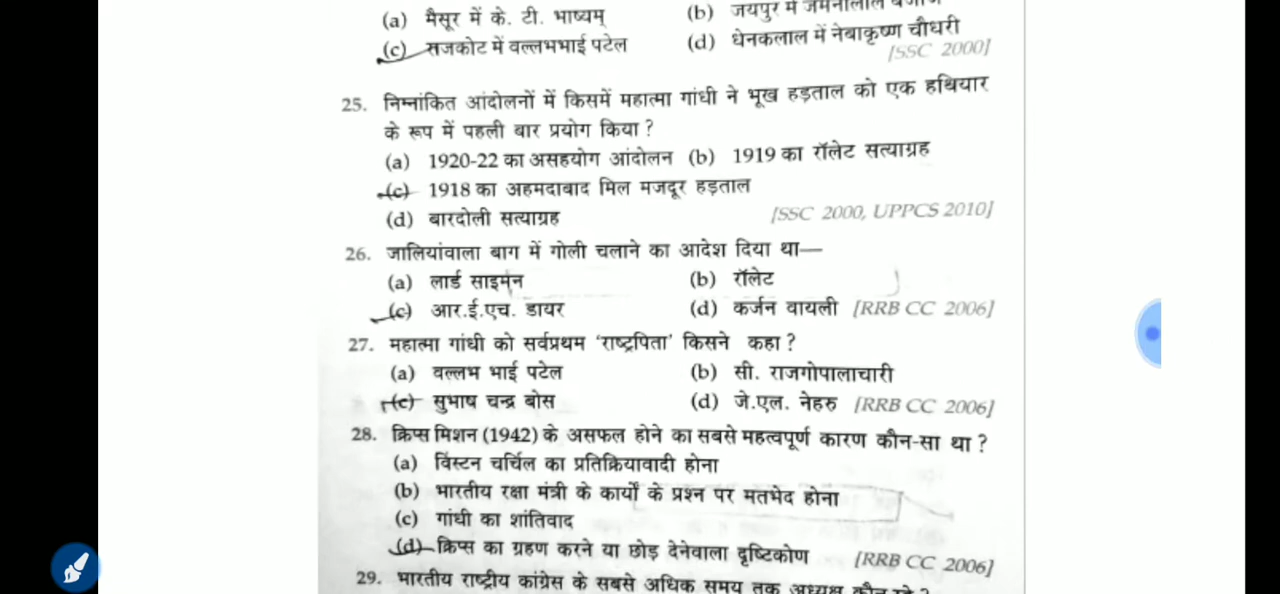 (a) मैसूर में के. टी. भाष्यम् (b) जयपुर में जमनालाल बजाज
(c) राजकोट में वल्लभभाई पटेल (d) धेनकलाल में नेबाकृष्ण चौधरी
[SSC 2000]
25. निम्नांकित आंदोलनों में किसमें महात्मा गांधी ने भूख हड़ताल को एक हथियार
के रूप में पहली बार प्रयोग किया ?
(a) 1920-22 का असहयोग आंदोलन (b) 1919 का रॉलेट सत्याग्रह
(c) 1918 का अहमदाबाद मिल मजदूर हड़ताल
(d) बारदोली सत्याग्रह [SSC 2000, UPPCS 2010]
26. जालियांवाला बाग में गोली चलाने का आदेश दिया था—
(a) लार्ड साइमन (b) रॉलेट
(c) आर.ई.एच. डायर (d) कर्जन वायली [RRB CC 2006]
27. महात्मा गांधी को सर्वप्रथम 'राष्ट्रपिता' किसने कहा ?
(a) वल्लभ भाई पटेल (b) सी. राजगोपालाचारी
(c) सुभाष चन्द्र बोस (d) जे.एल. नेहरु [RRB CC 2006]
28. क्रिप्स मिशन (1942) के असफल होने का सबसे महत्वपूर्ण कारण कौन-सा था ?
(a) विंस्टन चर्चिल का प्रतिक्रियावादी होना
(b) भारतीय रक्षा मंत्री के कार्यों के प्रश्न पर मतभेद होना
(c) गांधी का शांतिवाद
(d) क्रिप्स का ग्रहण करने या छोड़ देनेवाला दृष्टिकोण [RRB CC 2006]
29. भारतीय राष्ट्रीय कांग्रेस के सबसे अधिक समय तक अध्यक्ष कौन रहे ?